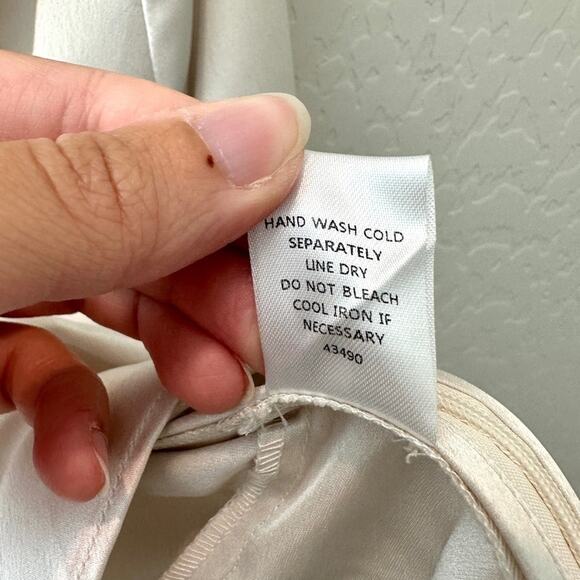 HAND WASH COLD
SEPARATELY
LINE DRY
DO NOT BLEACH
COOL IRON IF
NECESSARY
43490